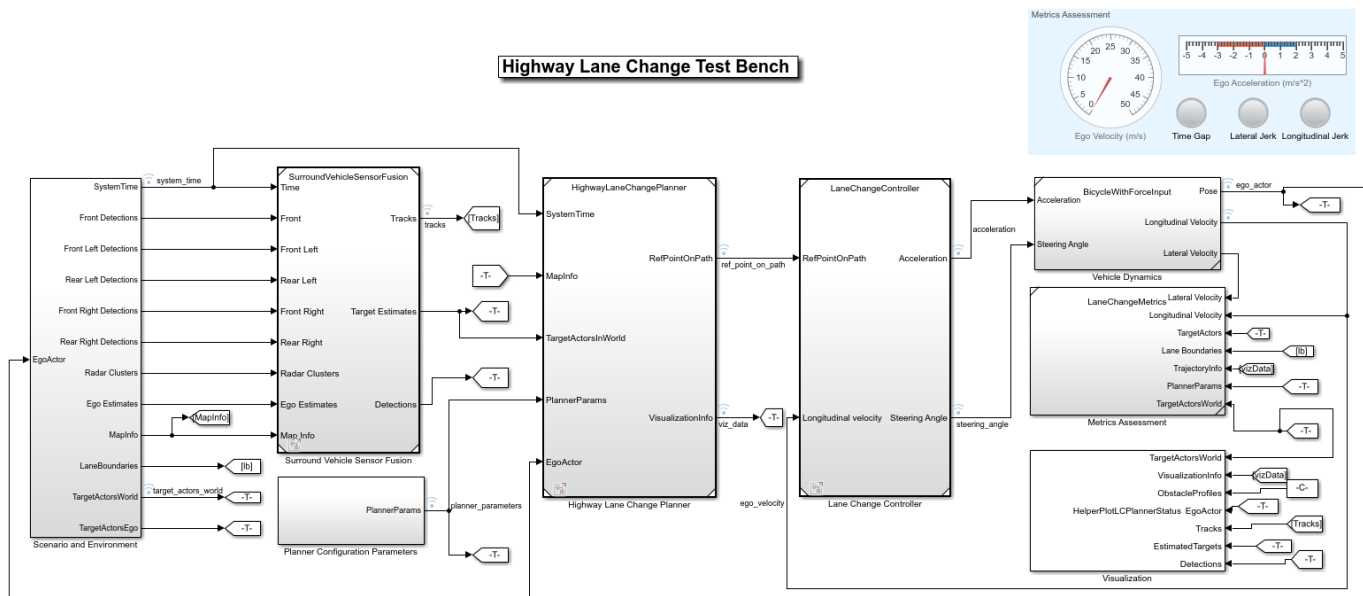 Metrics Assessment
Highway Lane Change Test Bench
0
5
10
15
20
25
30
35
40
45
50
Ego Velocity (m/s)
-5 -4 -3 -2 -1 0 1 2 3 4 5
Ego Acceleration (m/s^2)
Time Gap Lateral Jerk Longitudinal Jerk
EgoActor
SystemTime
Front Detections
Front Left Detections
Rear Left Detections
Front Right Detections
Rear Right Detections
Radar Clusters
Ego Estimates
MapInfo
LaneBoundaries
TargetActorsWorld
TargetActorsEgo
Scenario and Environment
system_time
[MapInfo]
[lb]
target_actors_world
-T-
-T-
SurroundVehicleSensorFusion
Time
Front
Front Left
Rear Left
Front Right
Rear Right
Radar Clusters
Ego Estimates
Map Info
Tracks
Target Estimates
Detections
Surround Vehicle Sensor Fusion
tracks
[Tracks]
-T-
-T-
-T-
PlannerParams
Planner Configuration Parameters
planner_parameters
-T-
HighwayLaneChangePlanner
SystemTime
MapInfo
TargetActorsInWorld
PlannerParams
EgoActor
RefPointOnPath
VisualizationInfo
Highway Lane Change Planner
ref_point_on_path
viz_data
-T-
LaneChangeController
RefPointOnPath
Longitudinal velocity
Acceleration
Steering Angle
Lane Change Controller
ego_velocity
acceleration
steering_angle
BicycleWithForceInput
Acceleration
Steering Angle
Pose
Longitudinal Velocity
Lateral Velocity
Vehicle Dynamics
ego_actor
-T-
LaneChangeMetrics
Lateral Velocity
Longitudinal Velocity
TargetActors
Lane Boundaries
TrajectoryInfo
PlannerParams
TargetActorsWorld
Metrics Assessment
-T-
[lb]
[vizData]
-T-
-T-
TargetActorsWorld
VisualizationInfo
ObstacleProfiles
HelperPlotLCPlannerStatus EgoActor
Tracks
EstimatedTargets
Detections
Visualization
[vizData]
-C-
-T-
[Tracks]
-T-
-T-